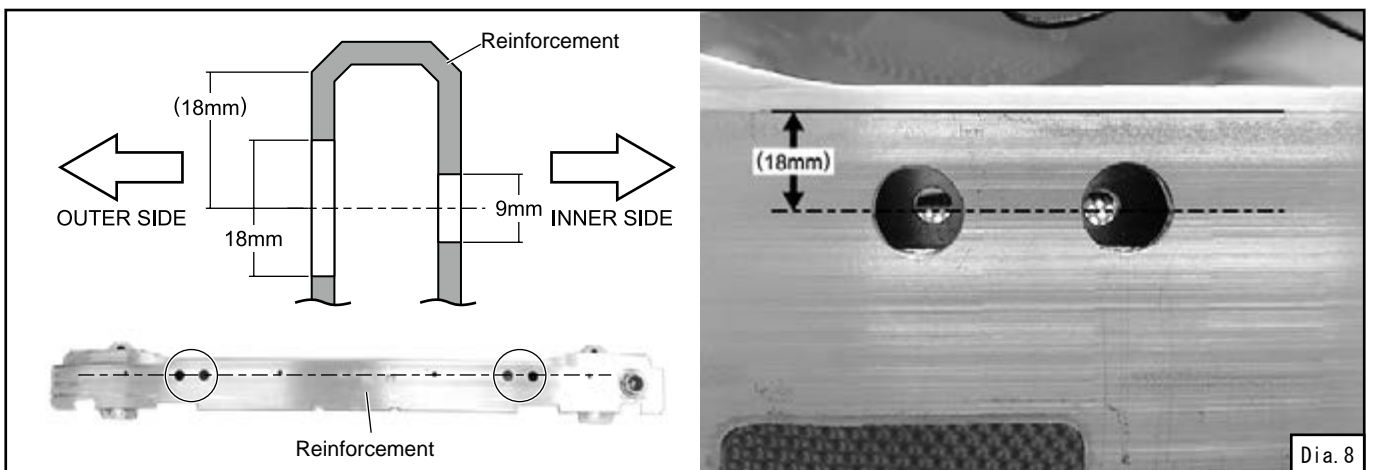 Reinforcement
(18mm)
OUTER SIDE
18mm
9mm
INNER SIDE
Reinforcement
(18mm)
Dia. 8